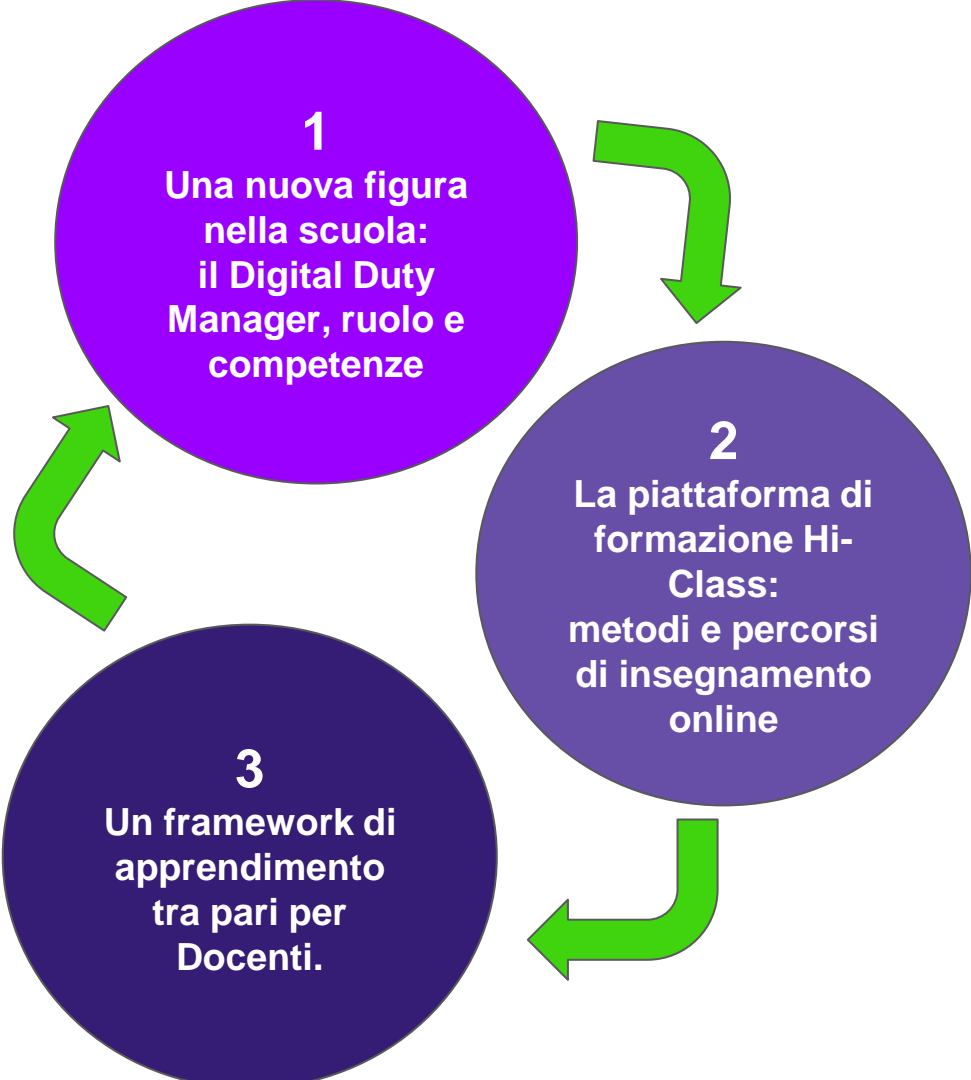 1
Una nuova figura
nella scuola:
il Digital Duty
Manager, ruolo e
competenze
2
La piattaforma di
formazione Hi-
Class:
metodi e percorsi
di insegnamento
online
3
Un framework di
apprendimento
tra pari per
Docenti.